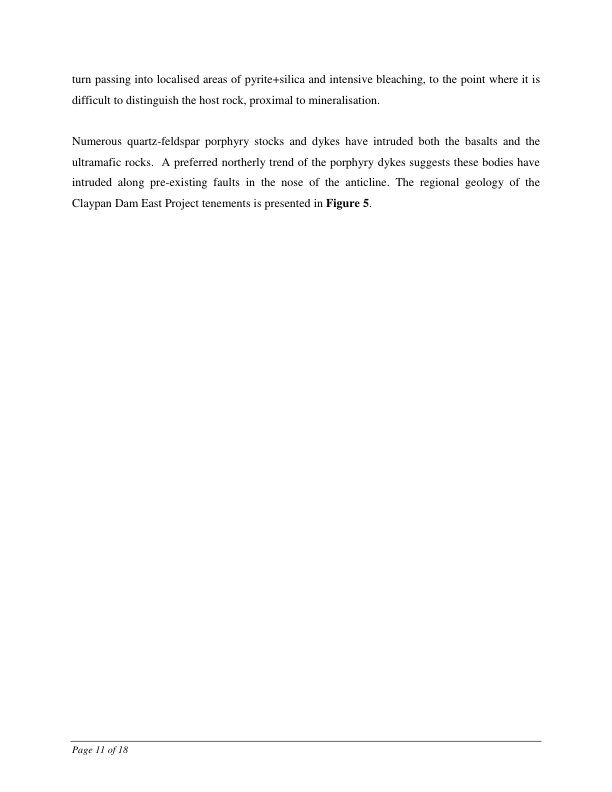 turn passing into localised areas of pyrite+silica and intensive bleaching, to the point where it is
difficult to distinguish the host rock, proximal to mineralisation.
Numerous quartz-feldspar porphyry stocks and dykes have intruded both the basalts and the
ultramafic rocks. A preferred northerly trend of the porphyry dykes suggests these bodies have
intruded along pre-existing faults in the nose of the anticline. The regional geology of the
Claypan Dam East Project tenements is presented in Figure 5.
Page 11 of 18